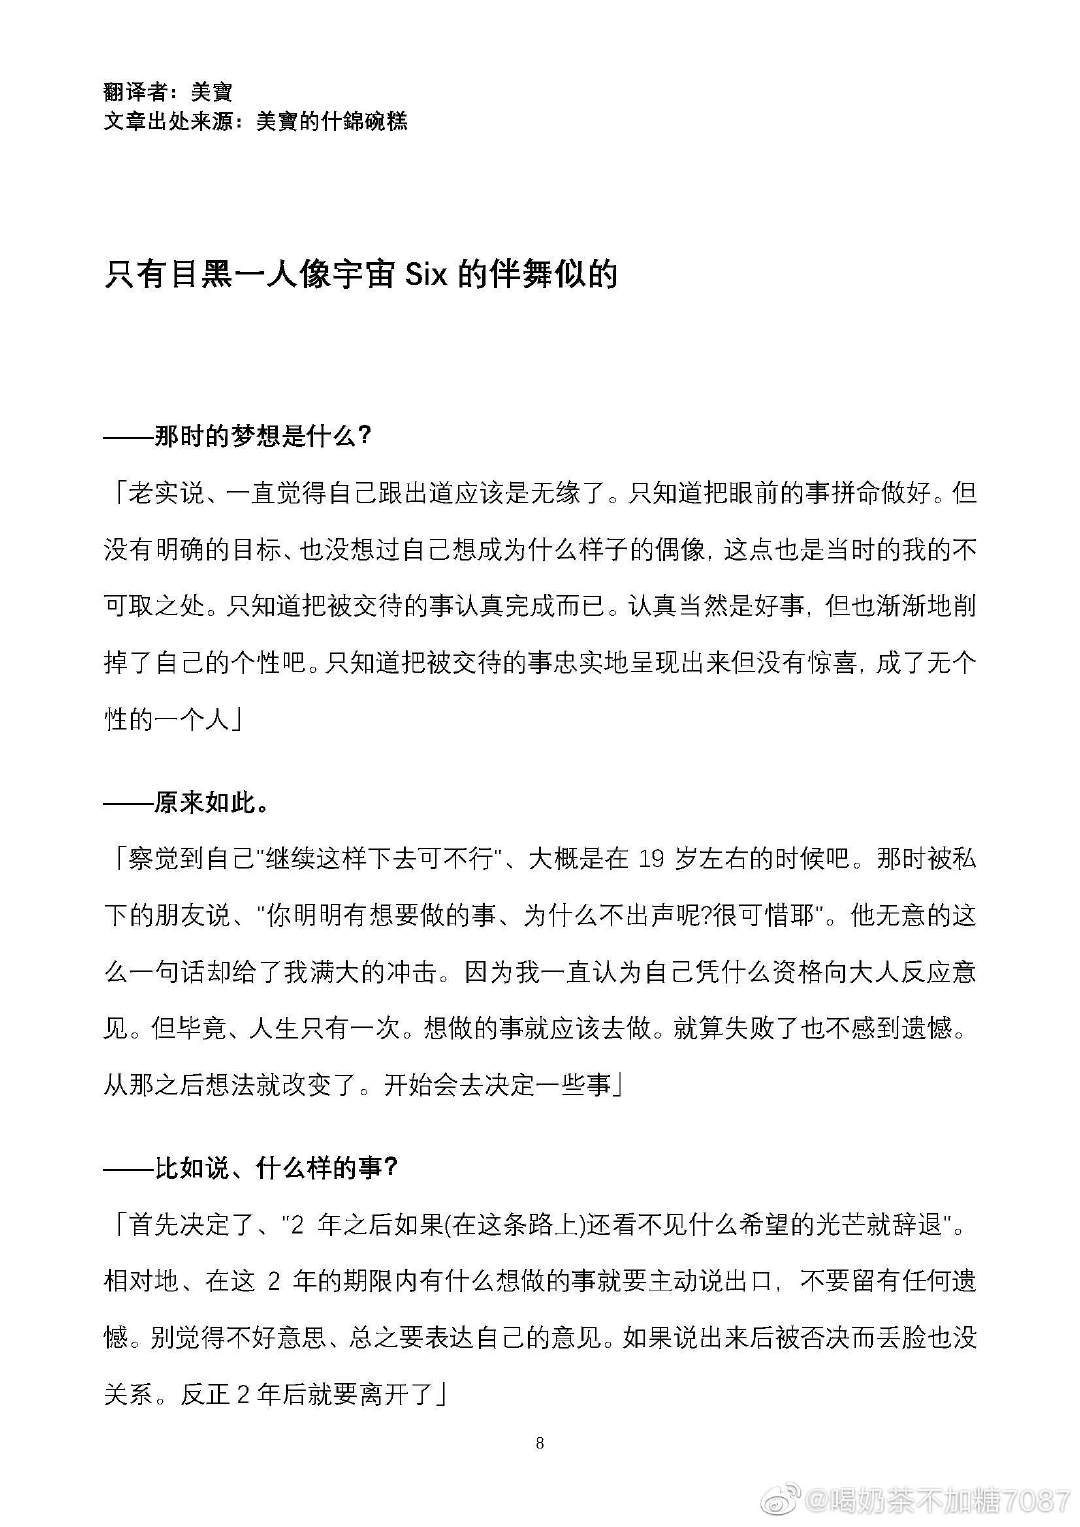 翻译者：美寶
文章出处来源：美寶的什錦碗糕
只有目黑一人像宇宙 Six 的伴舞似的
——那时的梦想是什么？
「老实说、一直觉得自己跟出道应该是无缘了。只知道把眼前的事拼命做好。但
没有明确的目标、也没想过自己想成为什么样子的偶像，这点也是当时的我的不
可取之处。只知道把被交待的事认真完成而已。认真当然是好事，但也渐渐地削
掉了自己的个性吧。只知道把被交待的事忠实地呈现出来但没有惊喜，成了无个
性的一个人」
——原来如此。
「察觉到自己"继续这样下去可不行"、大概是在 19 岁左右的时候吧。那时被私
下的朋友说、"你明明有想要做的事、为什么不出声呢?很可惜耶"。他无意的这
么一句话却给了我满大的冲击。因为我一直认为自己凭什么资格向大人反应意
见。但毕竟、人生只有一次。想做的事就应该去做。就算失败了也不感到遗憾。
从那之后想法就改变了。开始会去决定一些事」
——比如说、什么样的事？
「首先决定了、"2 年之后如果(在这条路上)还看不见什么希望的光芒就辞退"。
相对地、在这 2 年的期限内有什么想做的事就要主动说出口，不要留有任何遗
憾。别觉得不好意思、总之要表达自己的意见。如果说出来后被否决而丢脸也没
关系。反正 2 年后就要离开了」
8
@喝奶茶不加糖7087